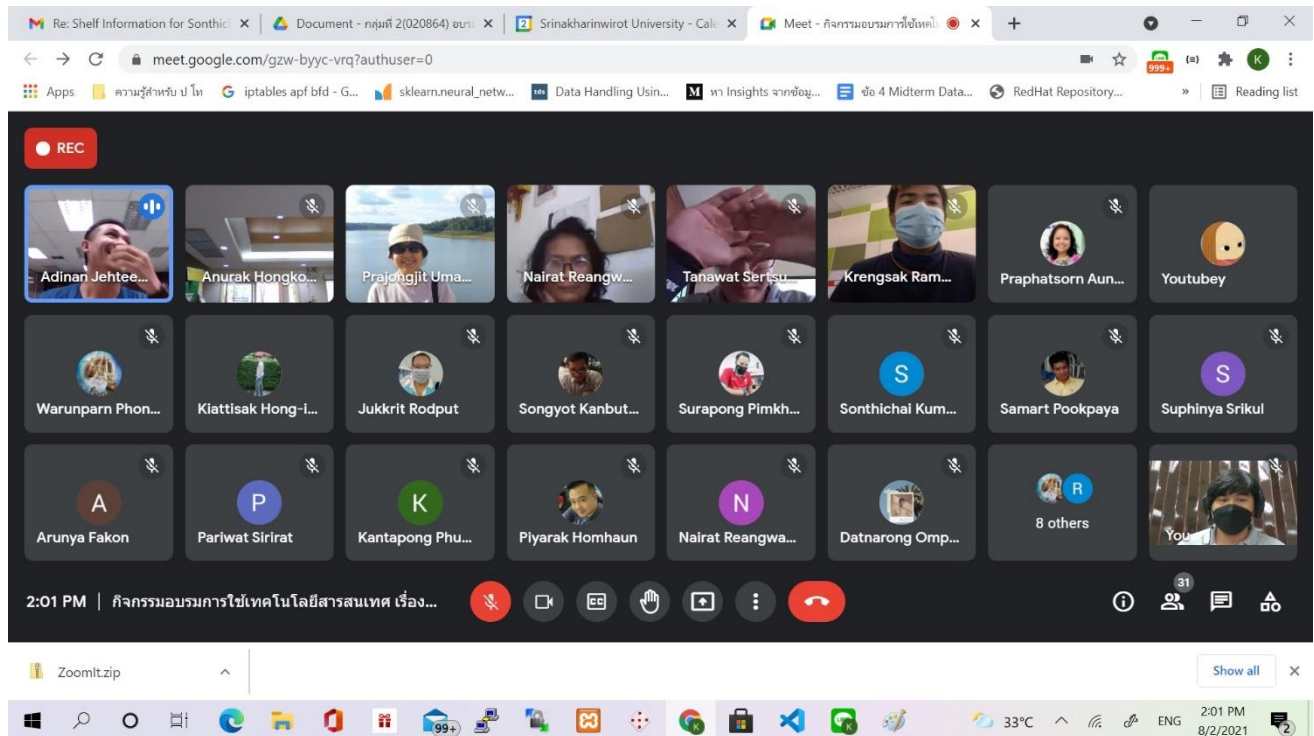 Re: Shelf Information for Sonthic
Document - กลุ่มที่ 2(020864) อบร
Srinakharinwirot University - Cale
Meet - กิจกรรมอบรมการใช้เทคโ
meet.google.com/gzw-byyc-vrq?authuser=0
999+
K
Apps
ความรู้สำหรับ ป โท
iptables apf bfd - G...
sklearn.neural_netw...
Data Handling Usin...
หา Insights จากข้อมู...
ข้อ 4 Midterm Data...
RedHat Repository...
»
Reading list
REC
Adinan Jehtee...
Anurak Hongko...
Prajongjit Uma...
Nairat Reangw...
Tanawat Sertsu...
Krengsak Ram...
Praphatsorn Aun...
Youtubey
Warunparn Phon...
Kiattisak Hong-i...
Jukkrit Rodput
Songyot Kanbut...
Surapong Pimkh...
S
Sonthichai Kum...
Samart Pookpaya
S
Suphinya Srikul
A
Arunya Fakon
P
Pariwat Sirirat
K
Kantapong Phu...
Piyarak Homhaun
N
Nairat Reangwa...
Datnarong Omp...
R
8 others
You
2:01 PM | กิจกรรมอบรมการใช้เทคโนโลยีสารสนเทศ เรื่อง...
CC
31
ZoomIt.zip
Show all
99+
33°C
ENG
2:01 PM
8/2/2021
2